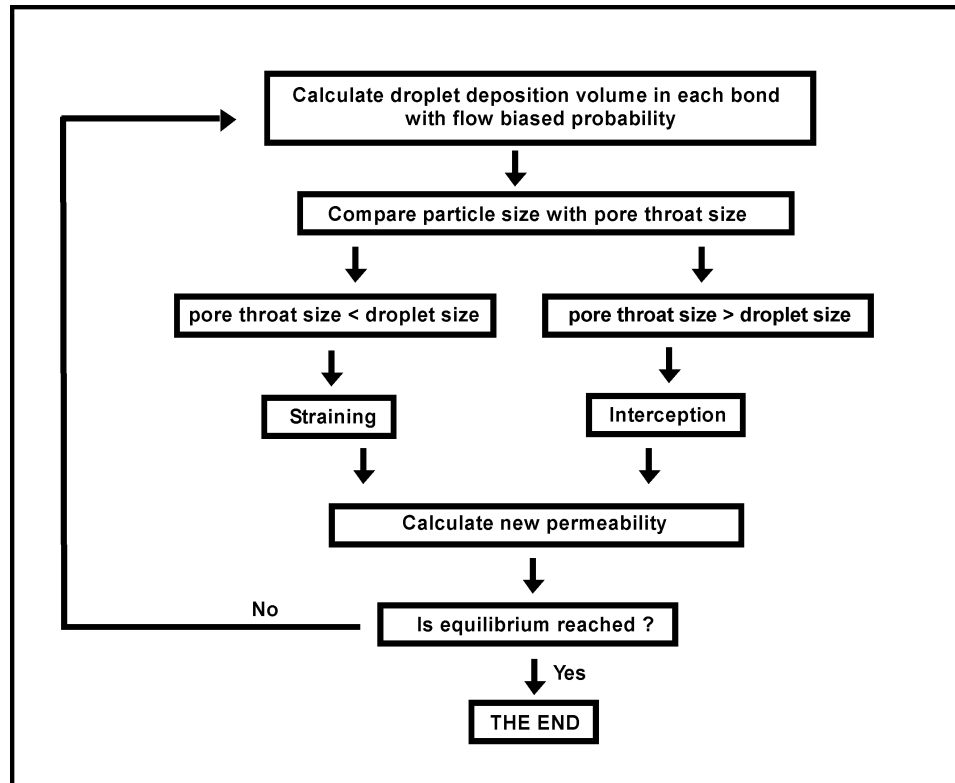 Calculate droplet deposition volume in each bond
with flow biased probability
Compare particle size with pore throat size
pore throat size < droplet size
pore throat size > droplet size
Straining
Interception
Calculate new permeability
No
Is equilibrium reached ?
Yes
THE END